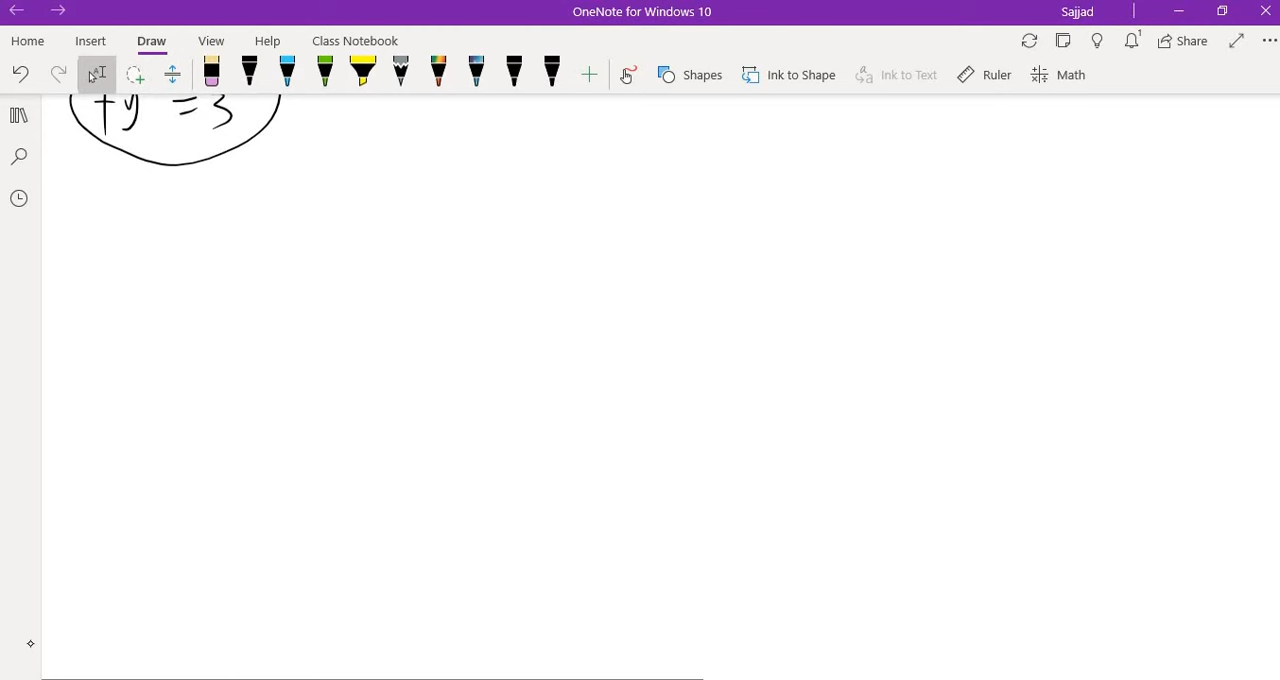 OneNote for Windows 10
Sajjad
Home Insert Draw View Help Class Notebook
1
Share
Shapes Ink to Shape Ink to Text Ruler Math
+y = 3